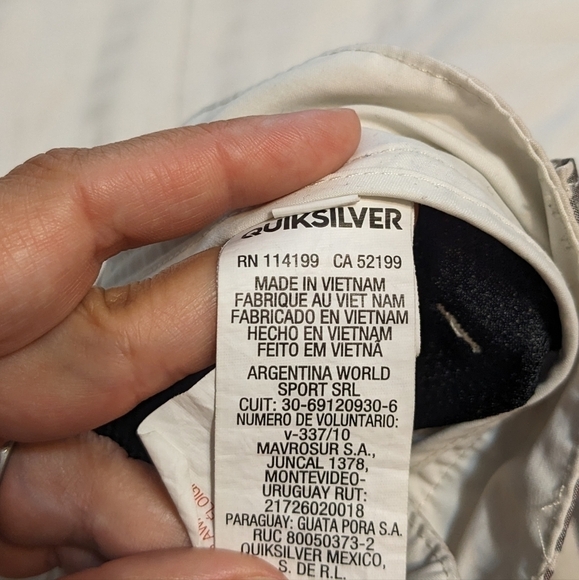 QUIKSILVER
RN 114199 CA 52199
MADE IN VIETNAM
FABRIQUE AU VIET NAM
FABRICADO EN VIETNAM
HECHO EN VIETNAM
FEITO EM VIETNÃ
ARGENTINA WORLD
SPORT SRL
CUIT: 30-69120930-6
NUMERO DE VOLUNTARIO:
v-337/10
MAVROSUR S.A.,
JUNCAL 1378,
MONTEVIDEO-
URUGUAY RUT:
21726020018
PARAGUAY: GUATA PORA S.A.
RUC 80050373-2
QUIKSILVER MEXICO,
S. DE R.L.